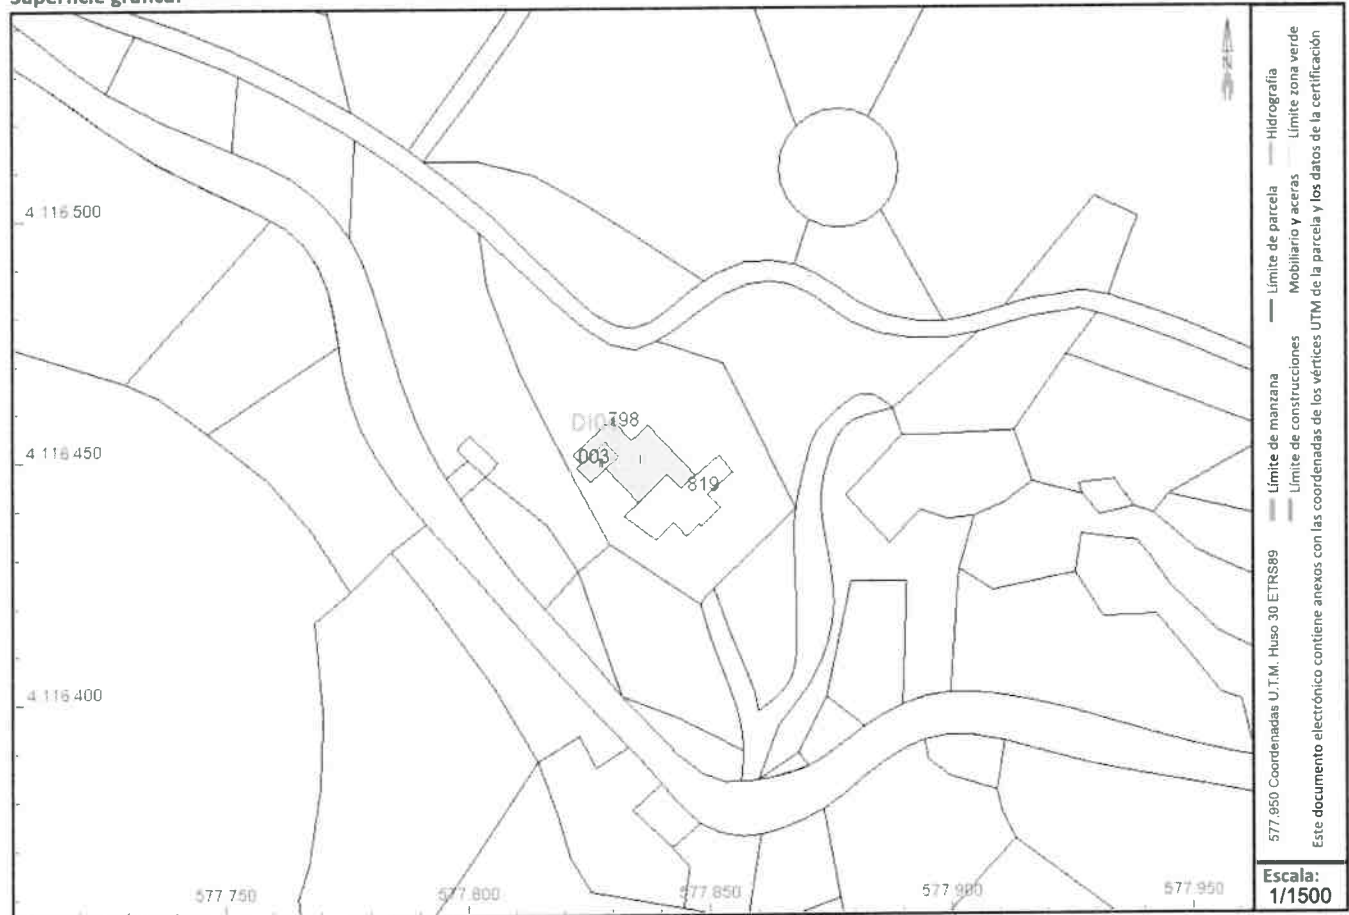 Superficie gráfica:
N
4 116 500
4 116 450
4 116 400
798
003
819
577 750
577 800
577 850
577 900
577 950
577.950 Coordenadas U.T.M. Huso 30 ETRS89
Límite de manzana
Límite de parcela
Hidrografia
Límite de construcciones
Mobiliario y aceras
Límite zona verde
Este documento electrónico contiene anexos con las coordenadas de los vértices UTM de la parcela y los datos de la certificación
Escala:
1/1500